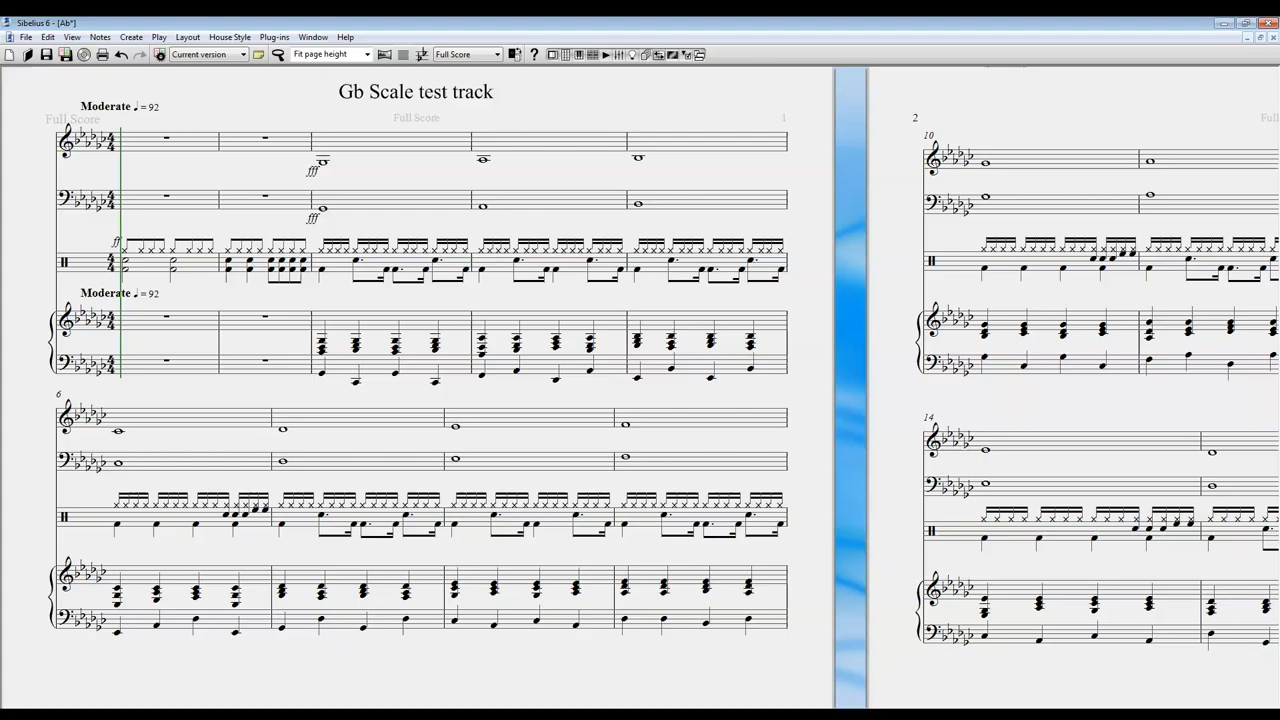 Sibelius 6 - [Ab*]
File Edit View Notes Create Play Layout House Style Plug-ins Window Help
Current version Fit page height Full Score ?
Gb Scale test track
Moderate ♩ = 92
Full Score Full Score 1
fff
fff
ff
Moderate ♩ = 92
6
2 Full
10
14